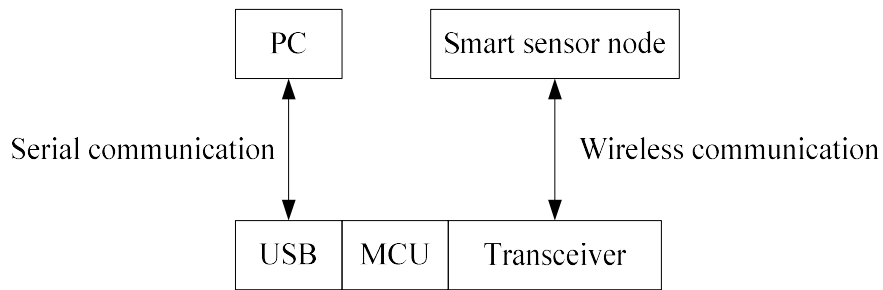 PC
Smart sensor node
Serial communication
Wireless communication
USB
MCU
Transceiver